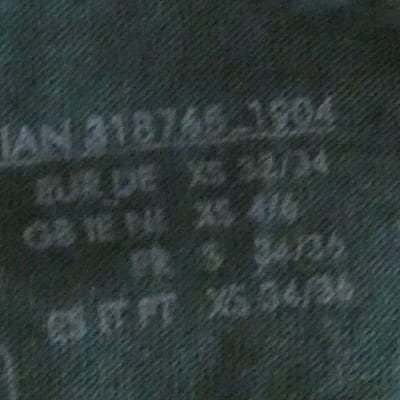 IAN 318765_1904
EUR DE XS 32/34
GB IE NI XS 4/6
FR S 34/36
ES IT PT XS 34/36